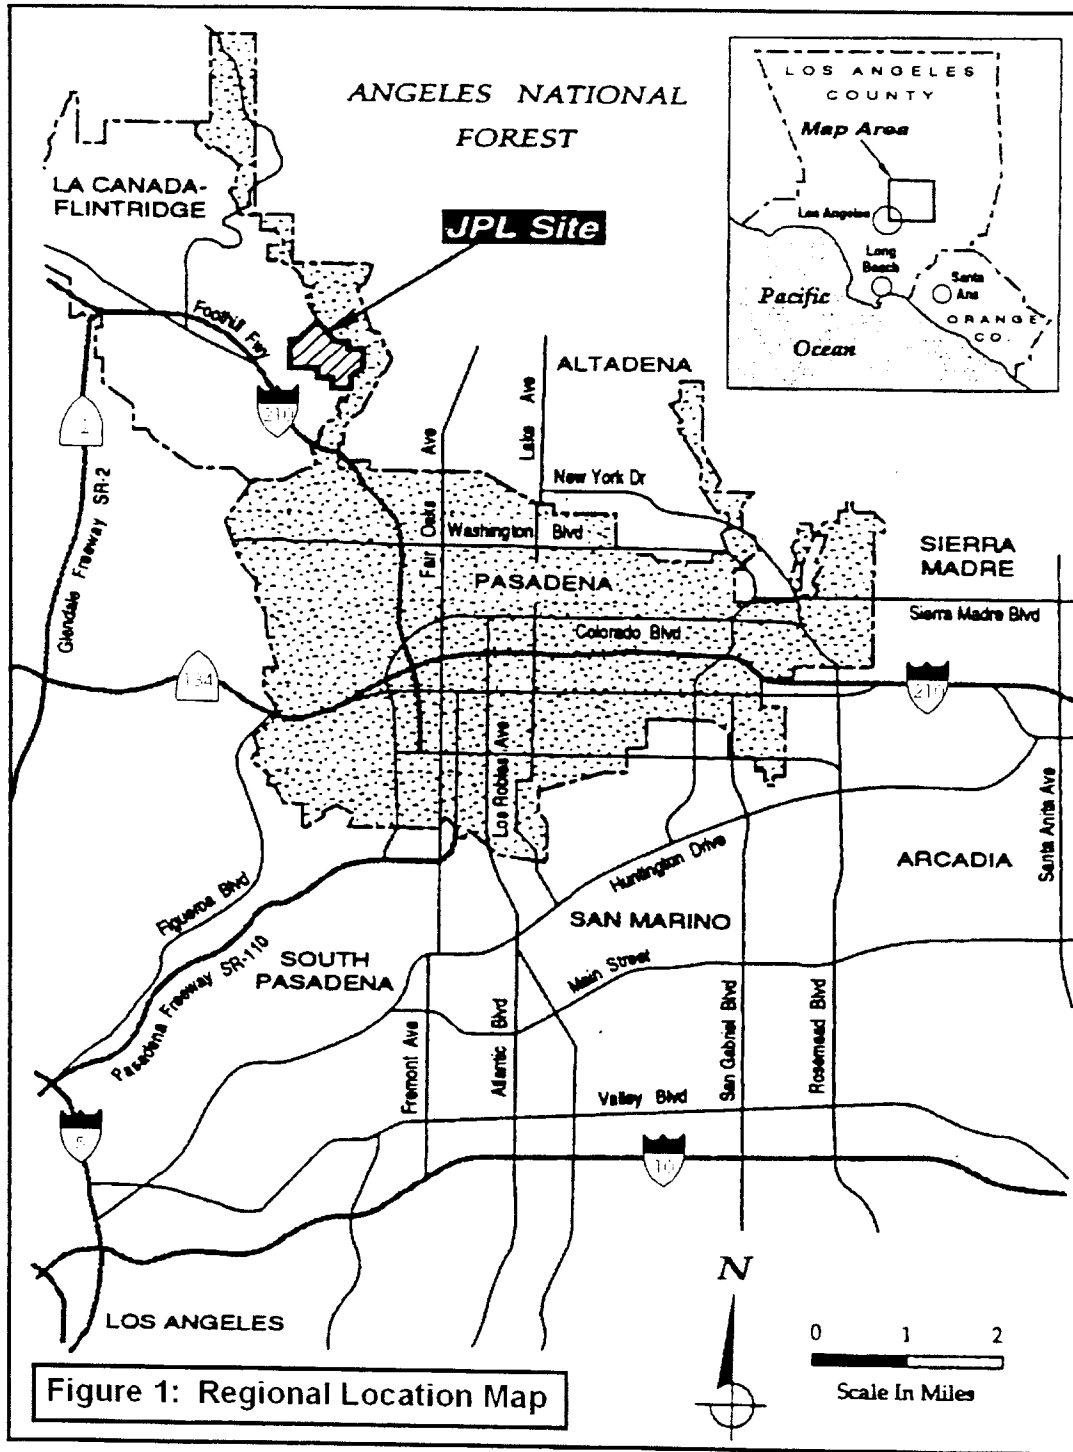 ANGELES NATIONAL
FOREST
LA CANADA-
FLINTRIDGE
JPL Site
LOS ANGELES
COUNTY
Map Area
Los Angeles
Long
Beach
Santa
Ana
ORANGE
CO.
Pacific
Ocean
Foothill Fwy
210
2
Glendale Freeway SR-2
ALTADENA
Fair Oaks Ave
Lake Ave
New York Dr
Washington Blvd
PASADENA
SIERRA
MADRE
Sierra Madre Blvd
Colorado Blvd
134
210
Los Robles Ave
Santa Anita Ave
ARCADIA
Huntington Drive
Figueroa Blvd
SAN MARINO
SOUTH
PASADENA
Pasadena Freeway SR-110
Main Street
Fremont Ave
Atlantic Blvd
San Gabriel Blvd
Rosemead Blvd
Valley Blvd
5
10
LOS ANGELES
N
0 1 2
Scale In Miles
Figure 1: Regional Location Map